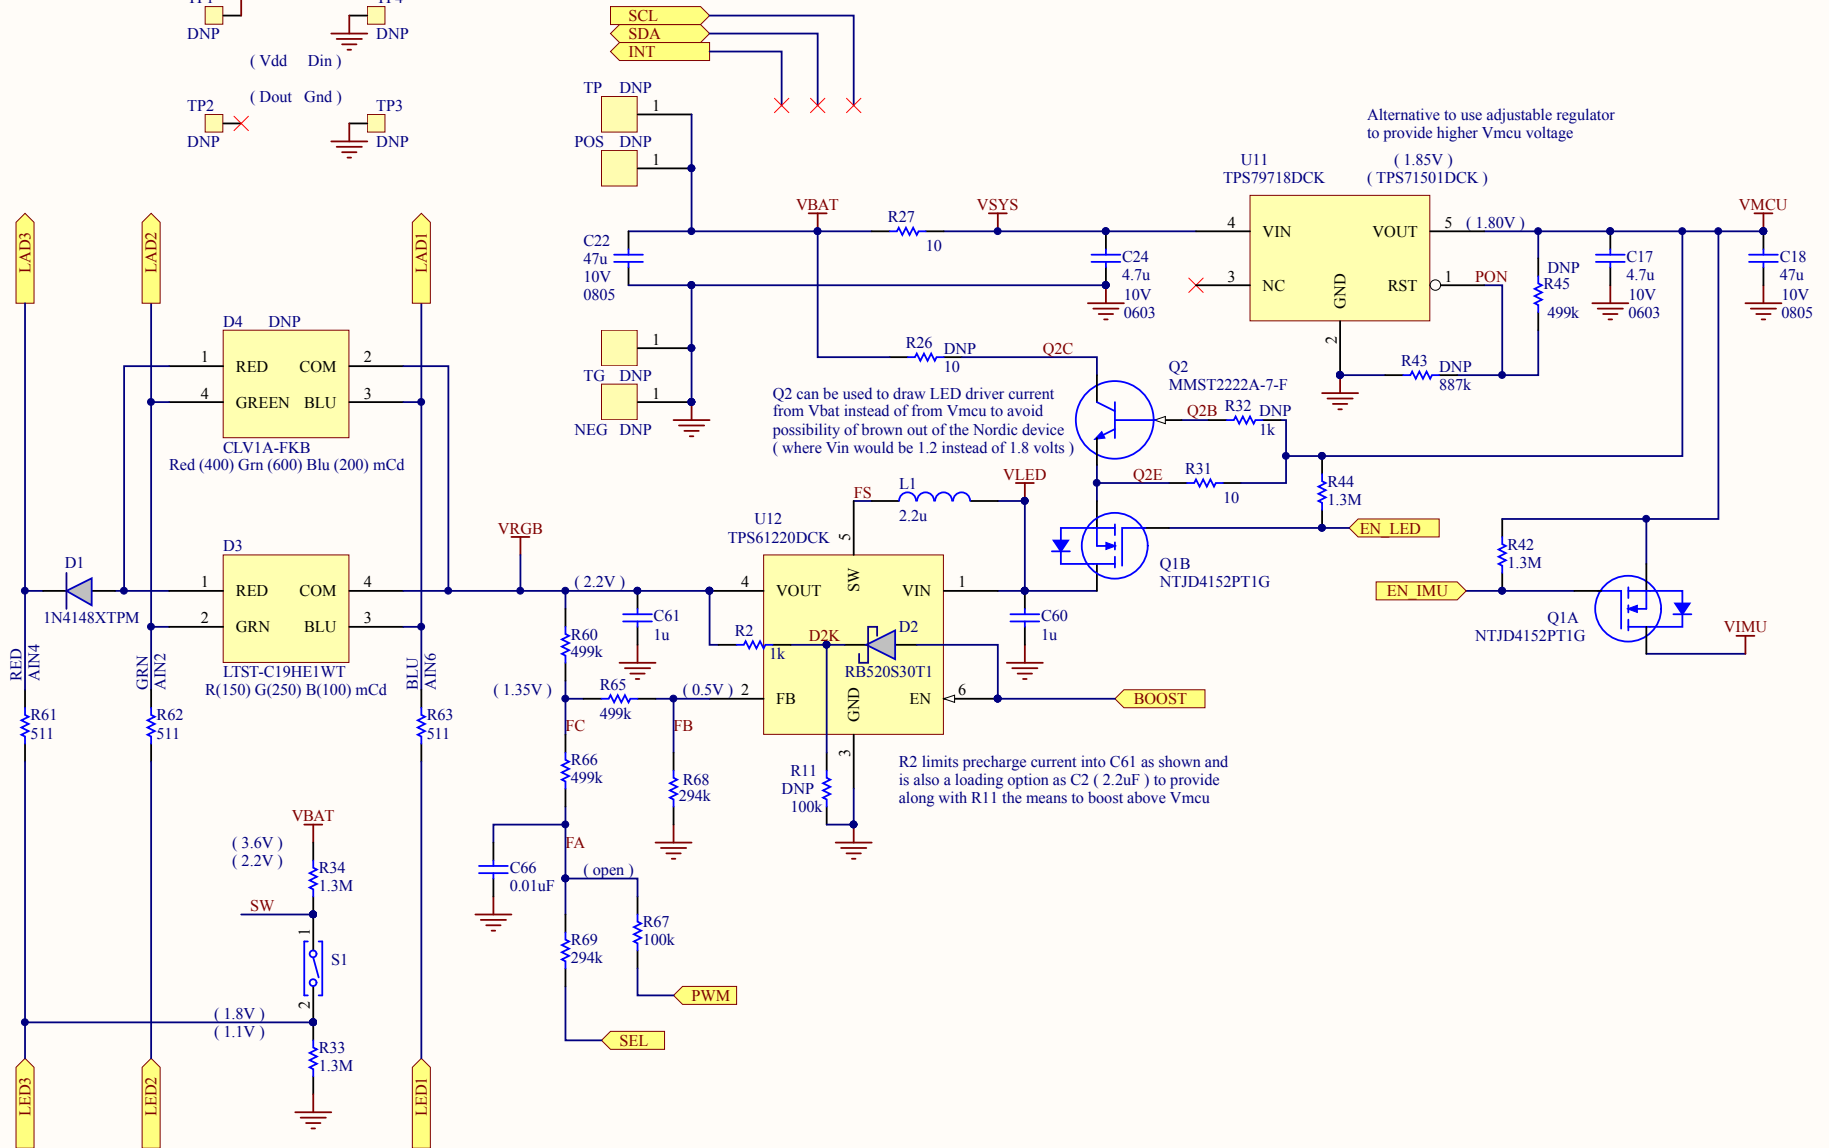 TP1
TP4
DNP
DNP
( Vdd Din )
( Dout Gnd )
TP2
TP3
DNP
DNP
SCL
SDA
INT
TP DNP
1
POS DNP
1
Alternative to use adjustable regulator
to provide higher Vmcu voltage
U11
( 1.85V )
TPS79718DCK
( TPS71501DCK )
VBAT
R27
10
VSYS
4
VIN
VOUT
5
( 1.80V )
VMCU
C22
47u
10V
0805
C24
4.7u
10V
0603
3
NC
GND
RST
1
PON
2
DNP
R45
499k
C17
4.7u
10V
0603
C18
47u
10V
0805
R43
DNP
887k
1
TG DNP
1
NEG DNP
R26
DNP
10
Q2C
Q2
MMST2222A-7-F
Q2 can be used to draw LED driver current
from Vbat instead of from Vmcu to avoid
possibility of brown out of the Nordic device
( where Vin would be 1.2 instead of 1.8 volts )
Q2B
R32
DNP
1k
Q2E
R31
10
R44
1.3M
EN_LED
Q1B
NTJD4152PT1G
R42
1.3M
EN_IMU
Q1A
NTJD4152PT1G
VIMU
LAD3
LAD2
LAD1
D4 DNP
1
RED
COM
2
4
GREEN
BLU
3
CLV1A-FKB
Red (400) Grn (600) Blu (200) mCd
D3
D1
1N4148XTPM
1
RED
COM
4
2
GRN
BLU
3
LTST-C19HE1WT
R(150) G(250) B(100) mCd
RED
AIN4
GRN
AIN2
BLU
AIN6
R61
511
R62
511
R63
511
VRGB
( 2.2V )
FS
L1
2.2u
VLED
U12
TPS61220DCK
5
4
VOUT
SW
VIN
1
C61
1u
C60
1u
R60
499k
R2
1k
D2K
D2
RB520S30T1
( 1.35V )
R65
499k
( 0.5V )
2
FB
GND
EN
6
BOOST
3
FC
FB
R66
499k
R68
294k
R11
DNP
100k
R2 limits precharge current into C61 as shown and
is also a loading option as C2 ( 2.2uF ) to provide
along with R11 the means to boost above Vmcu
FA
C66
0.01uF
( open )
R67
100k
R69
294k
PWM
SEL
VBAT
( 3.6V )
( 2.2V )
R34
1.3M
SW
1
S1
2
( 1.8V )
( 1.1V )
R33
1.3M
LED3
LED2
LED1